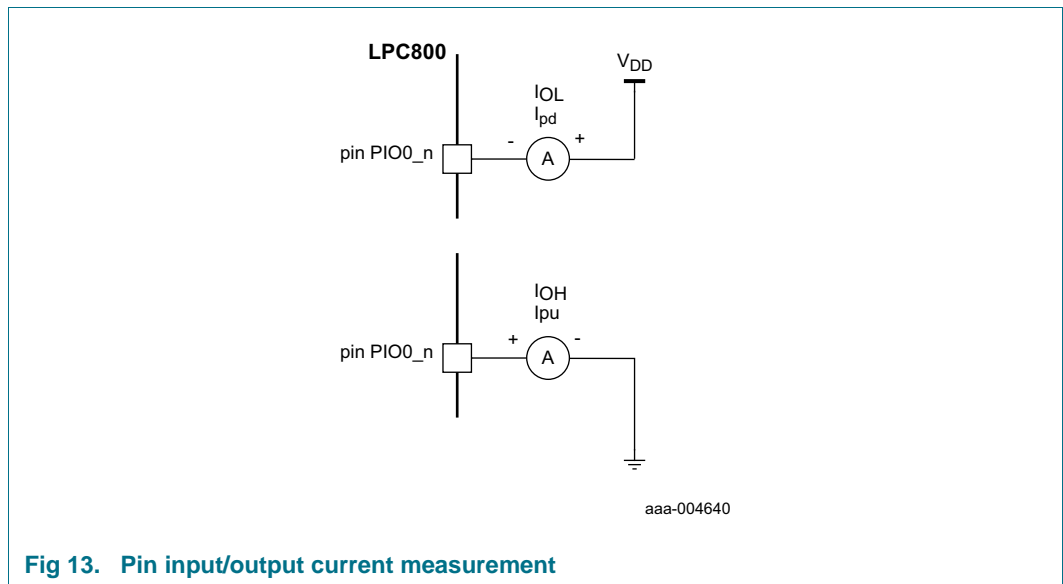 LPC800
VDD
IOL
Ipd
- +
pin PIO0_n
A
IOH
Ipu
+ -
pin PIO0_n
A
aaa-004640
Fig 13. Pin input/output current measurement